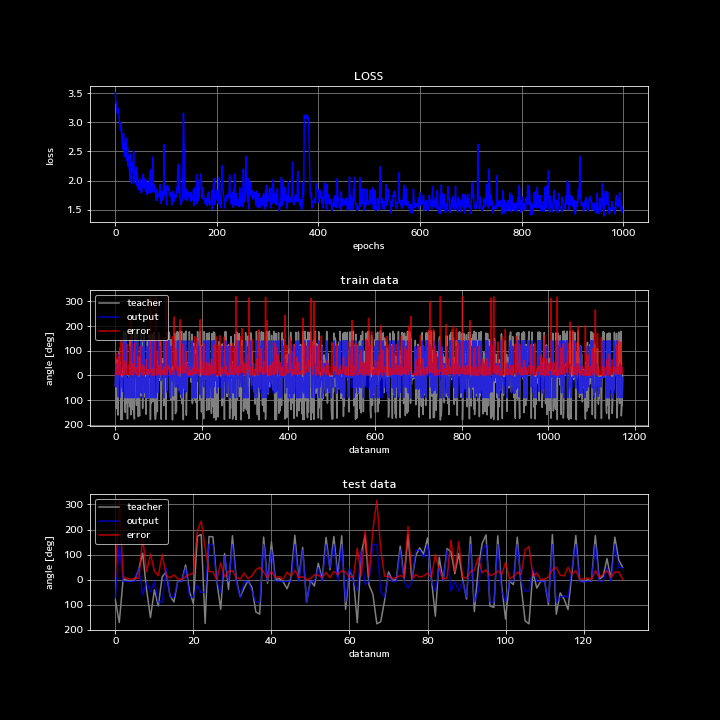 LOSS
3.5
3.0
2.5
2.0
1.5
loss
0 200 400 600 800 1000
epochs
train data
300
200
100
0
100
200
angle [deg]
teacher
output
error
0 200 400 600 800 1000 1200
datanum
test data
300
200
100
0
100
200
angle [deg]
teacher
output
error
0 20 40 60 80 100 120
datanum